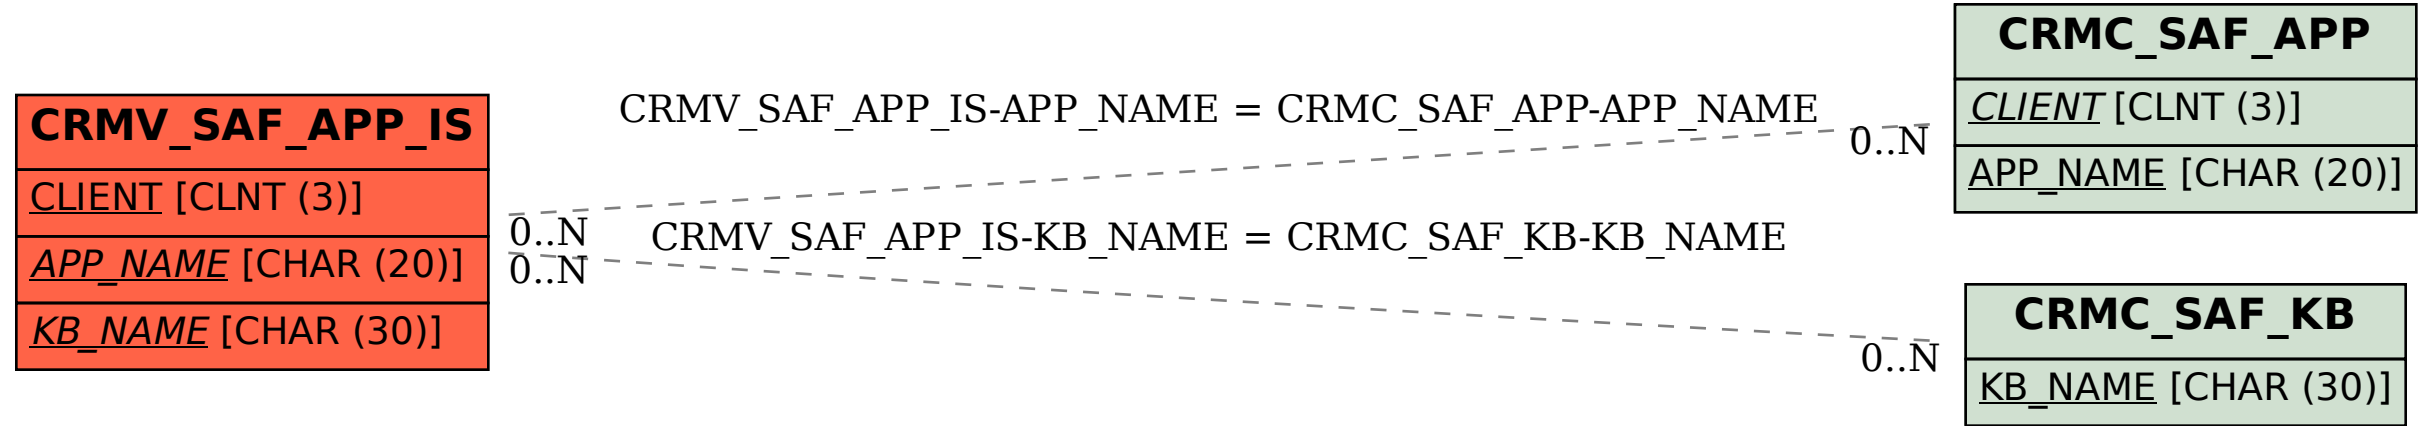 CRMV_SAF_APP_IS
CLIENT [CLNT (3)]
APP_NAME [CHAR (20)]
KB_NAME [CHAR (30)]
CRMV_SAF_APP_IS-APP_NAME = CRMC_SAF_APP-APP_NAME
0..N
0..N
CRMV_SAF_APP_IS-KB_NAME = CRMC_SAF_KB-KB_NAME
0..N
0..N
CRMC_SAF_APP
CLIENT [CLNT (3)]
APP_NAME [CHAR (20)]
CRMC_SAF_KB
KB_NAME [CHAR (30)]